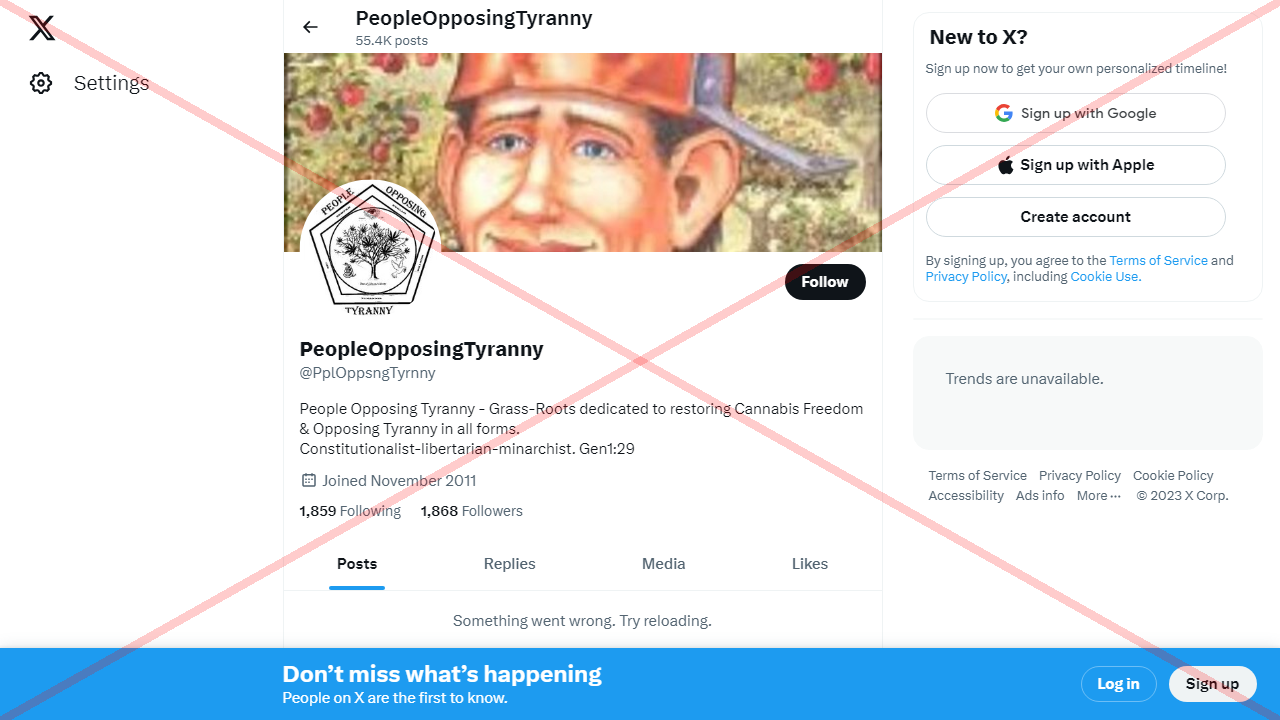 Settings
PeopleOpposingTyranny
55.4K posts
PEOPLE OPPOSING
TYRANNY
Follow
PeopleOpposingTyranny
@PplOppsngTyrnny
People Opposing Tyranny - Grass-Roots dedicated to restoring Cannabis Freedom
& Opposing Tyranny in all forms.
Constitutionalist-libertarian-minarchist. Gen1:29
Joined November 2011
1,859 Following 1,868 Followers
Posts Replies Media Likes
Something went wrong. Try reloading.
New to X?
Sign up now to get your own personalized timeline!
Sign up with Google
Sign up with Apple
Create account
By signing up, you agree to the Terms of Service and
Privacy Policy, including Cookie Use.
Trends are unavailable.
Terms of Service Privacy Policy Cookie Policy
Accessibility Ads info More ··· © 2023 X Corp.
Don’t miss what’s happening
People on X are the first to know.
Log in Sign up